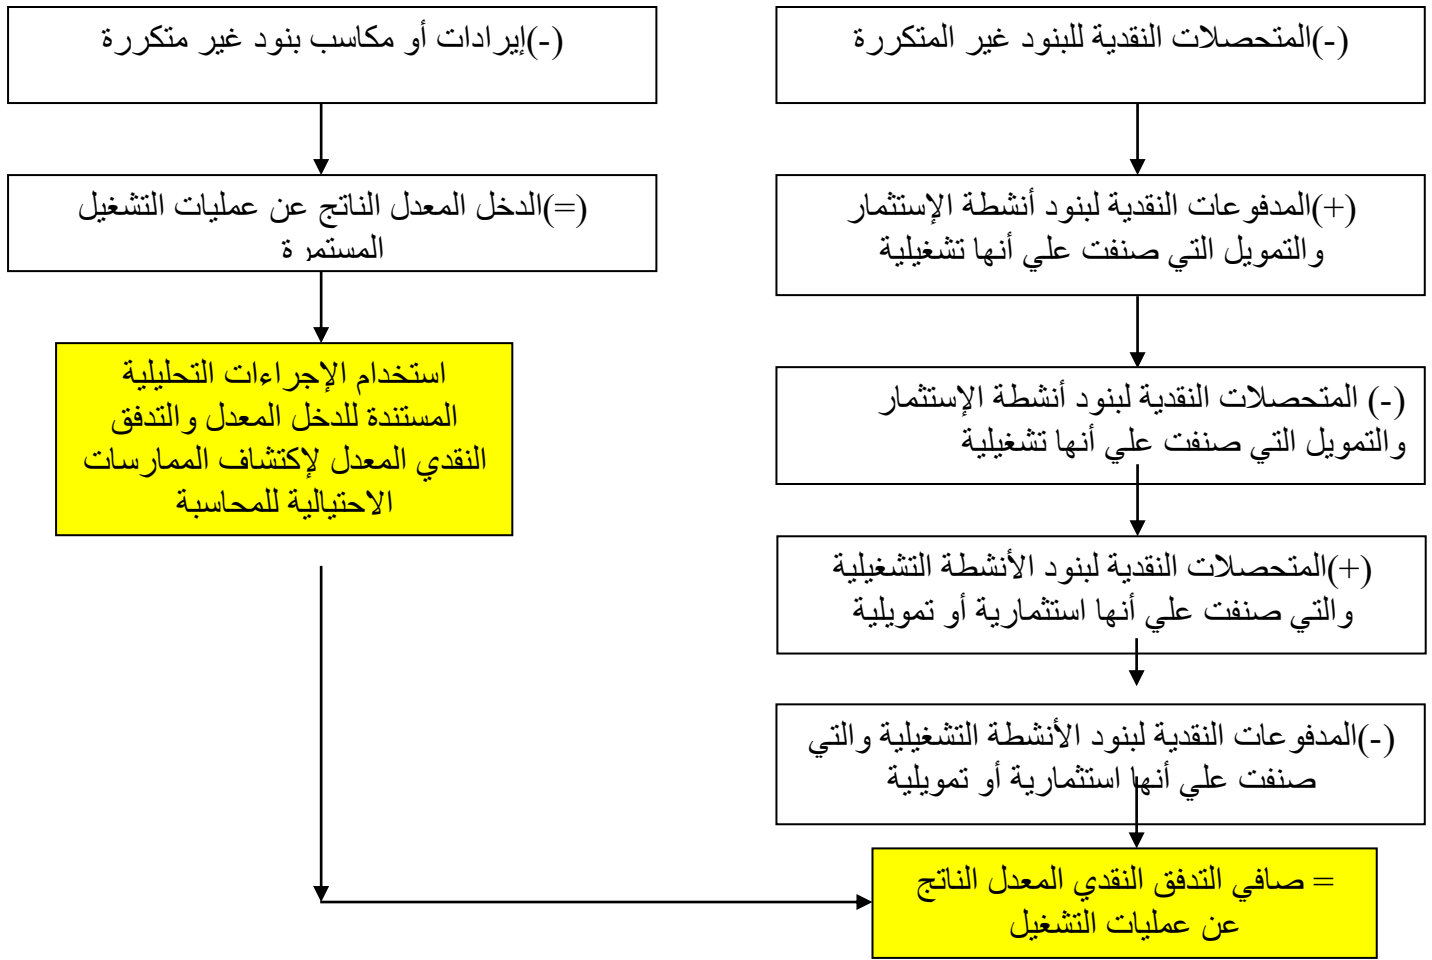 (-)المتحصلات النقدية للبنود غير المتكررة
(+)المدفوعات النقدية لبنود أنشطة الإستثمار
والتمويل التي صنفت علي أنها تشغيلية
(-) المتحصلات النقدية لبنود أنشطة الإستثمار
والتمويل التي صنفت علي أنها تشغيلية
(+)المتحصلات النقدية لبنود الأنشطة التشغيلية
والتي صنفت علي أنها استثمارية أو تمويلية
(-)المدفوعات النقدية لبنود الأنشطة التشغيلية والتي
صنفت علي أنها استثمارية أو تمويلية
= صافي التدفق النقدي المعدل الناتج
عن عمليات التشغيل
(-)إيرادات أو مكاسب بنود غير متكررة
(=)الدخل المعدل الناتج عن عمليات التشغيل
المستمرة
استخدام الإجراءات التحليلية
المستندة للدخل المعدل والتدفق
النقدي المعدل لإكتشاف الممارسات
الاحتيالية للمحاسبة